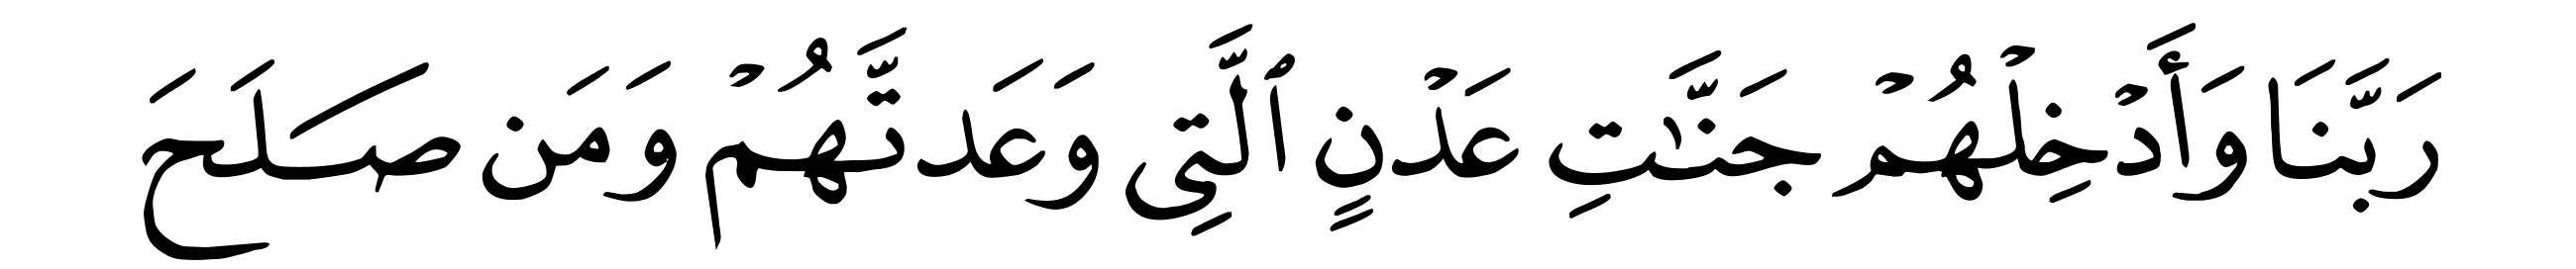 رَبَّنَا وَأَدْخِلْهُمْ جَنَّٰتِ عَدْنٍ ٱلَّتِى وَعَدتَّهُمْ وَمَن صَلَحَ